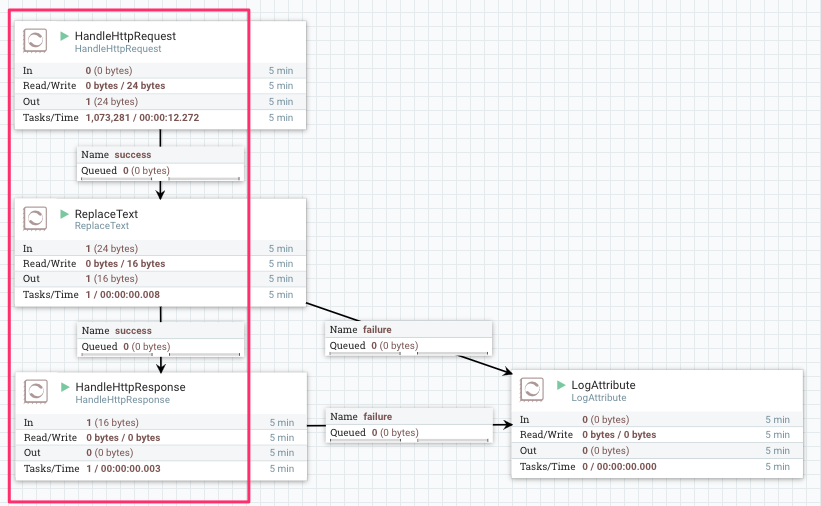 HandleHttpRequest
HandleHttpRequest
In 0 (0 bytes) 5 min
Read/Write 0 bytes / 24 bytes 5 min
Out 1 (24 bytes) 5 min
Tasks/Time 1,073,281 / 00:00:12.272 5 min
Name success
Queued 0 (0 bytes)
ReplaceText
ReplaceText
In 1 (24 bytes) 5 min
Read/Write 0 bytes / 16 bytes 5 min
Out 1 (16 bytes) 5 min
Tasks/Time 1 / 00:00:00.008 5 min
Name success
Queued 0 (0 bytes)
Name failure
Queued 0 (0 bytes)
HandleHttpResponse
HandleHttpResponse
In 1 (16 bytes) 5 min
Read/Write 0 bytes / 0 bytes 5 min
Out 0 (0 bytes) 5 min
Tasks/Time 1 / 00:00:00.003 5 min
Name failure
Queued 0 (0 bytes)
LogAttribute
LogAttribute
In 0 (0 bytes) 5 min
Read/Write 0 bytes / 0 bytes 5 min
Out 0 (0 bytes) 5 min
Tasks/Time 0 / 00:00:00.000 5 min